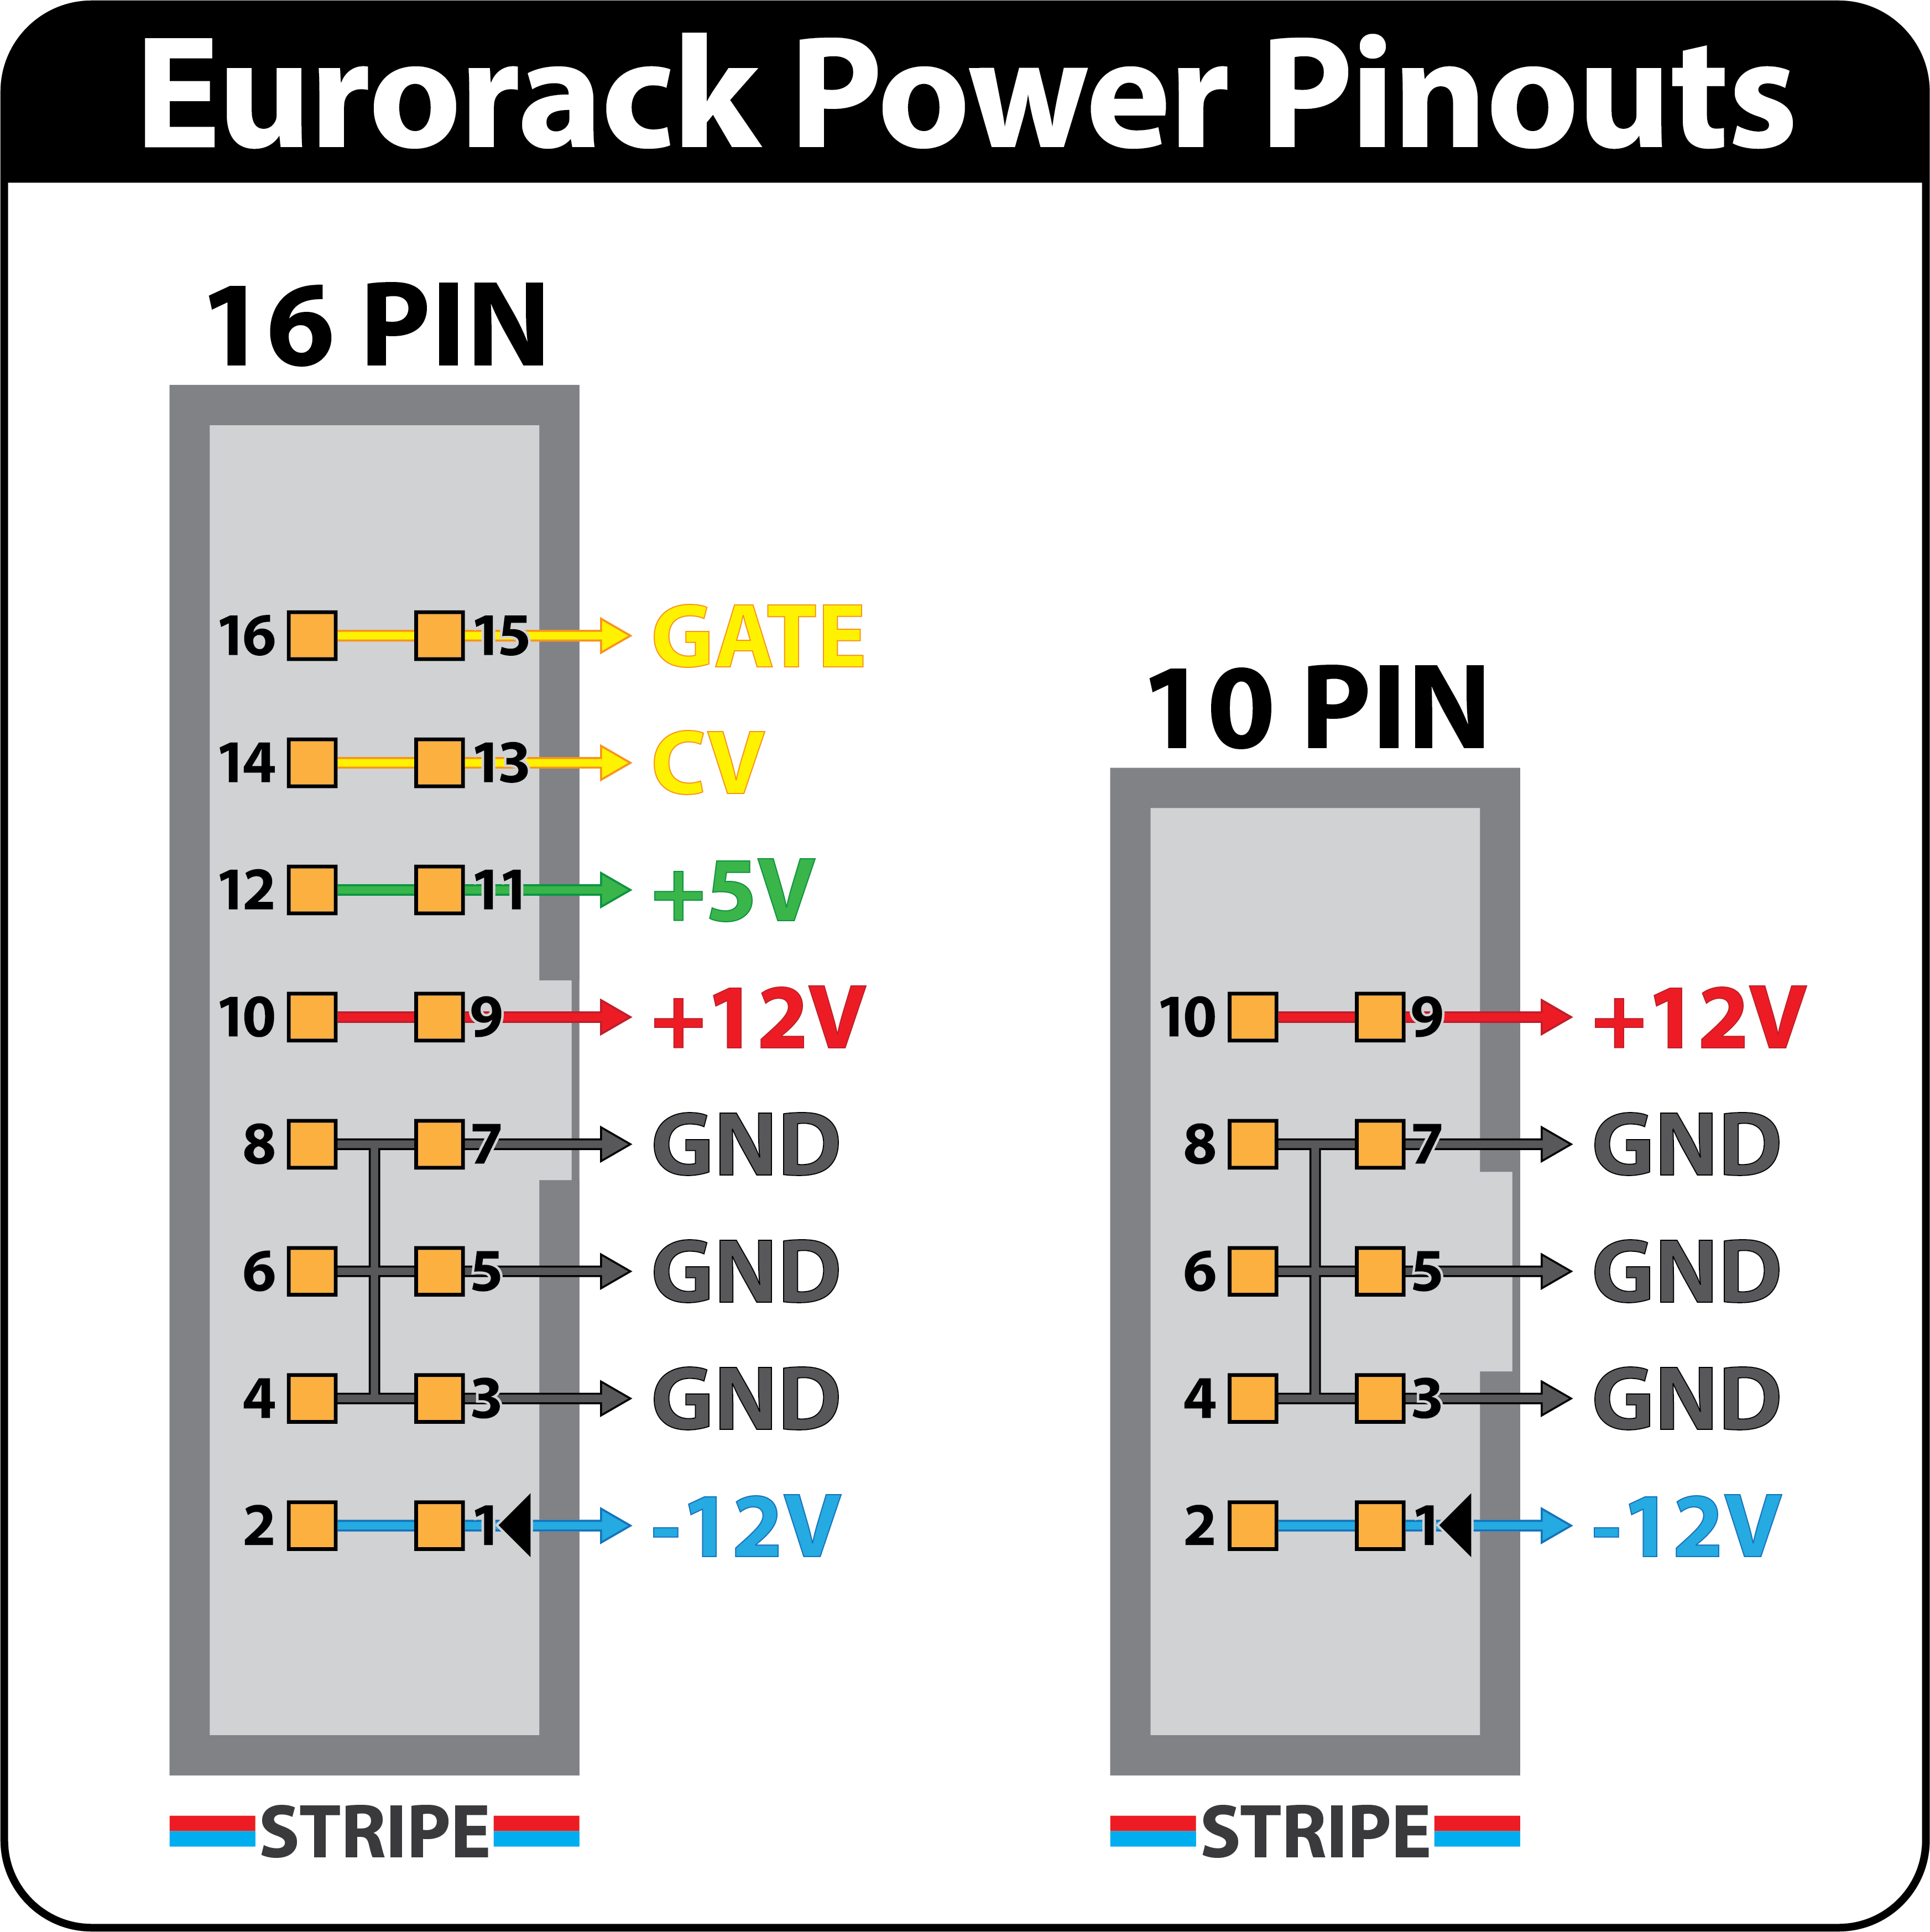 Eurorack Power Pinouts
16 PIN
16 15 GATE
14 13 CV
12 11 +5V
10 9 +12V
8 7 GND
6 5 GND
4 3 GND
2 1 -12V
STRIPE
10 PIN
10 9 +12V
8 7 GND
6 5 GND
4 3 GND
2 1 -12V
STRIPE